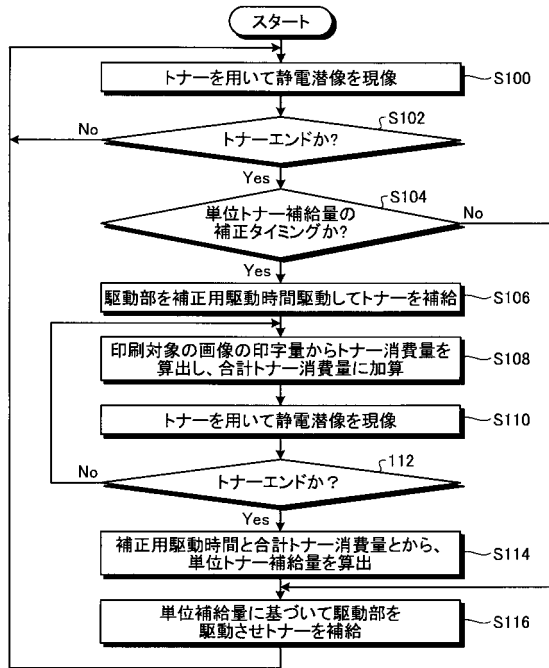 スタート
トナーを用いて静電潜像を現像
S100
トナーエンドか?
S102
No
Yes
単位トナー補給量の
補正タイミングか?
S104
No
Yes
駆動部を補正用駆動時間駆動してトナーを補給
S106
印刷対象の画像の印字量からトナー消費量を
算出し、合計トナー消費量に加算
S108
トナーを用いて静電潜像を現像
S110
トナーエンドか？
112
No
Yes
補正用駆動時間と合計トナー消費量とから、
単位トナー補給量を算出
S114
単位補給量に基づいて駆動部を
駆動させトナーを補給
S116